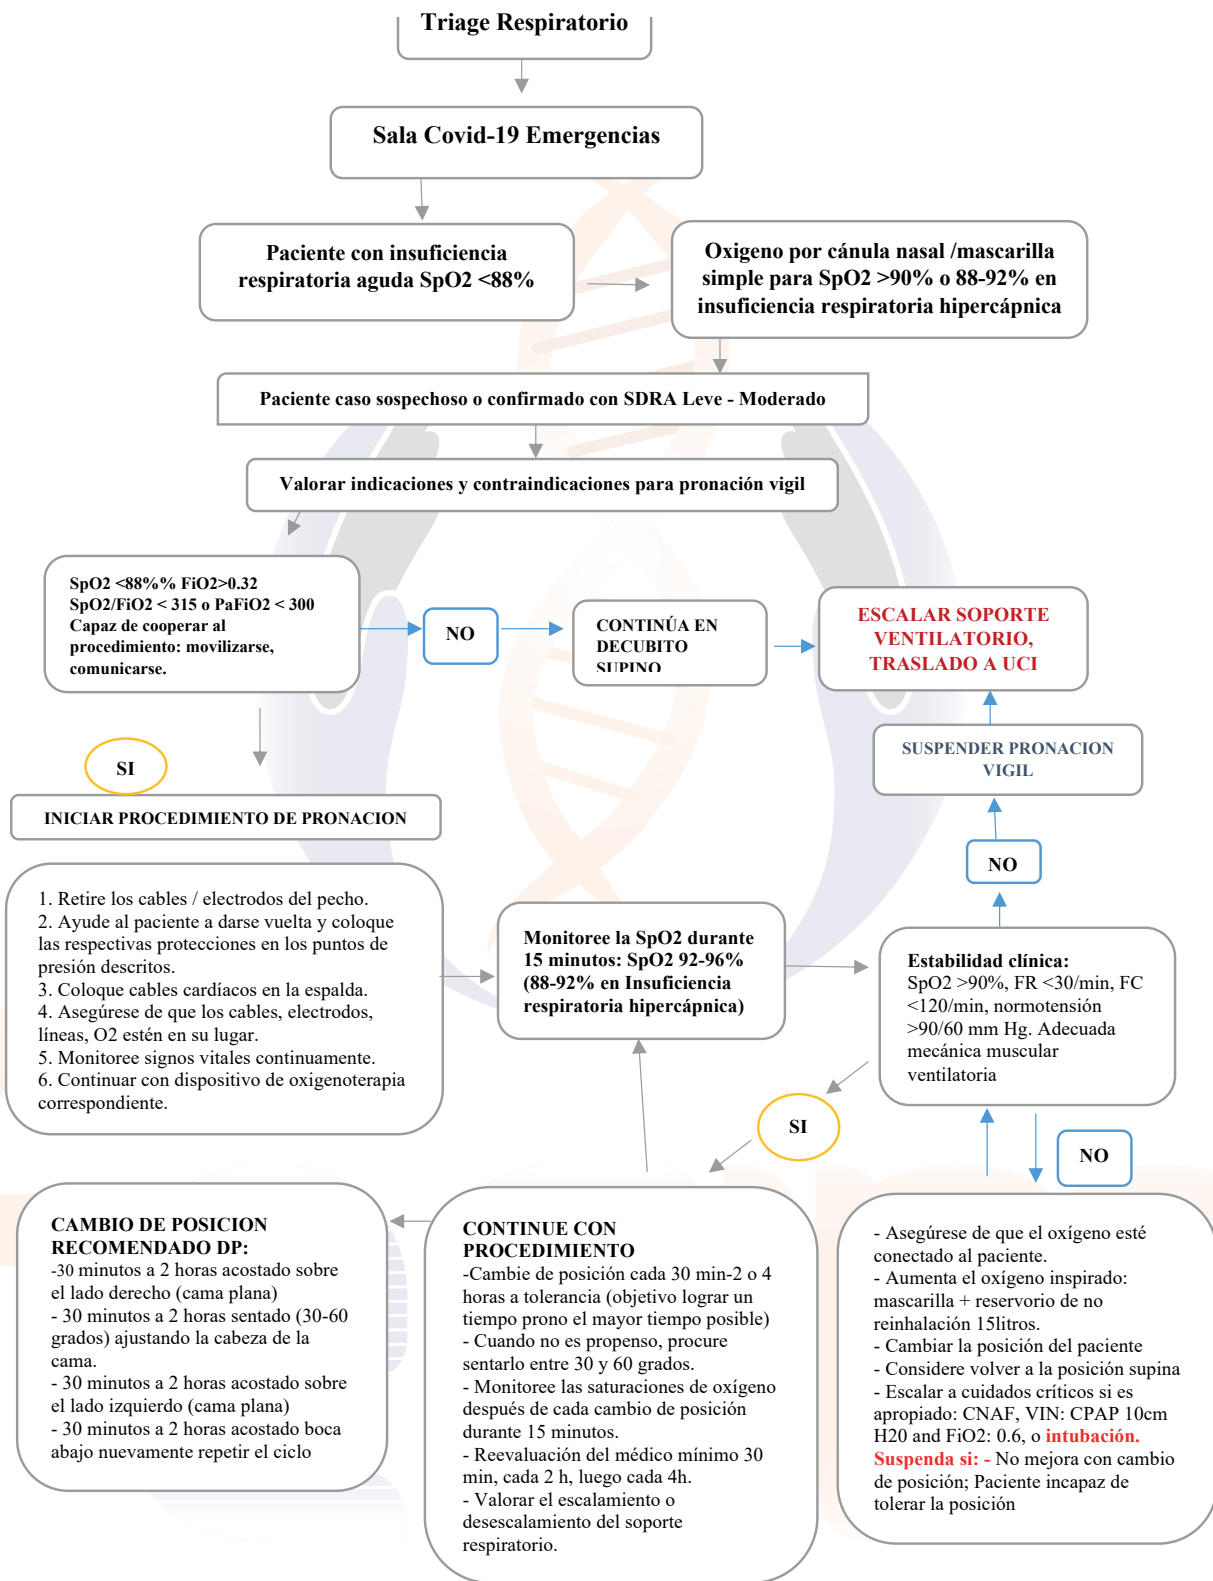 Triage Respiratorio
Sala Covid-19 Emergencias
Paciente con insuficiencia
respiratoria aguda SpO2 <88%
Oxigeno por cánula nasal /mascarilla
simple para SpO2 >90% o 88-92% en
insuficiencia respiratoria hipercápnica
Paciente caso sospechoso o confirmado con SDRA Leve - Moderado
Valorar indicaciones y contraindicaciones para pronación vigil
SpO2 <88%% FiO2>0.32
SpO2/FiO2 < 315 o PaFiO2 < 300
Capaz de cooperar al
procedimiento: movilizarse,
comunicarse.
NO
CONTINÚA EN
DECUBITO
SUPINO
ESCALAR SOPORTE
VENTILATORIO,
TRASLADO A UCI
SUSPENDER PRONACION
VIGIL
NO
SI
INICIAR PROCEDIMIENTO DE PRONACION
1. Retire los cables / electrodos del pecho.
2. Ayude al paciente a darse vuelta y coloque
las respectivas protecciones en los puntos de
presión descritos.
3. Coloque cables cardíacos en la espalda.
4. Asegúrese de que los cables, electrodos,
líneas, O2 estén en su lugar.
5. Monitoree signos vitales continuamente.
6. Continuar con dispositivo de oxigenoterapia
correspondiente.
Monitoree la SpO2 durante
15 minutos: SpO2 92-96%
(88-92% en Insuficiencia
respiratoria hipercápnica)
Estabilidad clínica:
SpO2 >90%, FR <30/min, FC
<120/min, normotensión
>90/60 mm Hg. Adecuada
mecánica muscular
ventilatoria
SI
NO
CAMBIO DE POSICION
RECOMENDADO DP:
-30 minutos a 2 horas acostado sobre
el lado derecho (cama plana)
- 30 minutos a 2 horas sentado (30-60
grados) ajustando la cabeza de la
cama.
- 30 minutos a 2 horas acostado sobre
el lado izquierdo (cama plana)
- 30 minutos a 2 horas acostado boca
abajo nuevamente repetir el ciclo
CONTINUE CON
PROCEDIMIENTO
-Cambie de posición cada 30 min-2 o 4
horas a tolerancia (objetivo lograr un
tiempo prono el mayor tiempo posible)
- Cuando no es propenso, procure
sentarlo entre 30 y 60 grados.
- Monitoree las saturaciones de oxígeno
después de cada cambio de posición
durante 15 minutos.
- Reevaluación del médico mínimo 30
min, cada 2 h, luego cada 4h.
- Valorar el escalamiento o
desescalamiento del soporte
respiratorio.
- Asegúrese de que el oxígeno esté
conectado al paciente.
- Aumenta el oxígeno inspirado:
mascarilla + reservorio de no
reinhalación 15litros.
- Cambiar la posición del paciente
- Considere volver a la posición supina
- Escalar a cuidados críticos si es
apropiado: CNAF, VIN: CPAP 10cm
H20 and FiO2: 0.6, o intubación.
Suspenda si: - No mejora con cambio
de posición; Paciente incapaz de
tolerar la posición